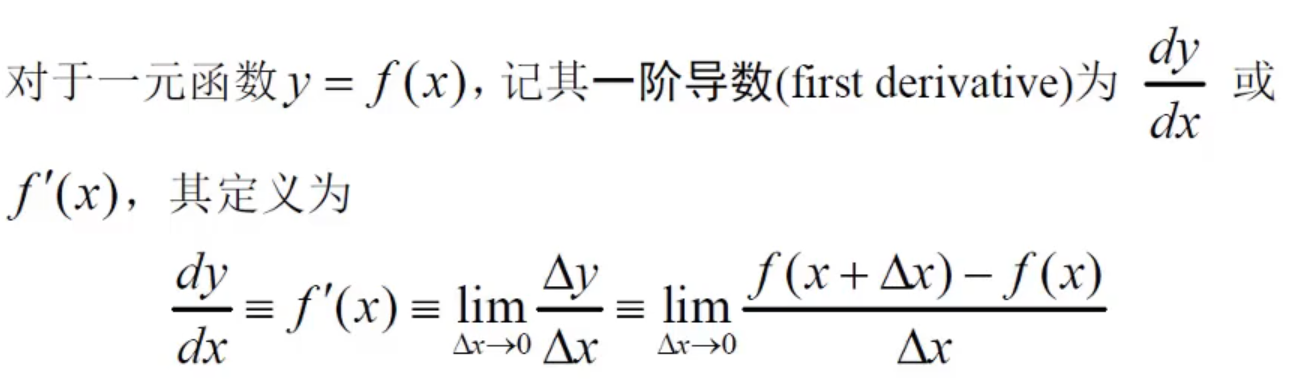 对于一元函数 y = f(x), 记其一阶导数(first derivative)为 dy/dx 或
f′(x)，其定义为
dy/dx ≡ f′(x) ≡ lim_{Δx→0} Δy/Δx ≡ lim_{Δx→0} (f(x + Δx) − f(x))/Δx